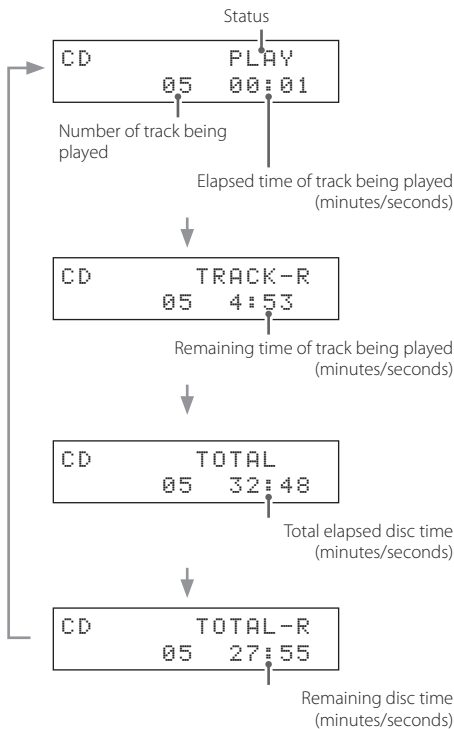 Status
CD PLAY
05 00:01
Number of track being
played
Elapsed time of track being played
(minutes/seconds)
CD TRACK-R
05 4:53
Remaining time of track being played
(minutes/seconds)
CD TOTAL
05 32:48
Total elapsed disc time
(minutes/seconds)
CD TOTAL-R
05 27:55
Remaining disc time
(minutes/seconds)